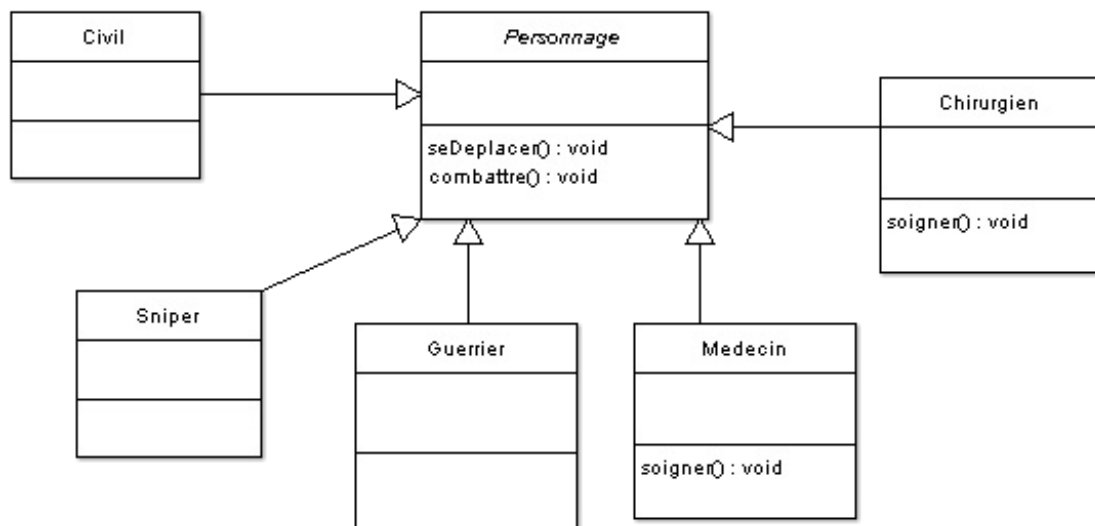 Civil
Personnage
seDeplacer() : void
combattre() : void
Chirurgien
soigner() : void
Sniper
Guerrier
Medecin
soigner() : void